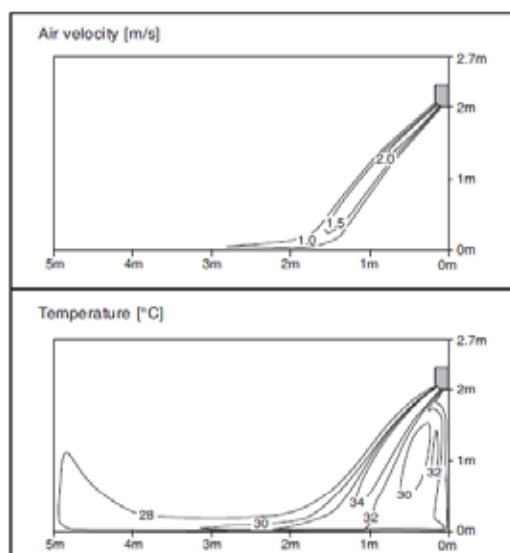 Air velocity [m/s]
2.7m
2m
2.0
1m
1.5
1.0
0m
5m 4m 3m 2m 1m 0m
Temperature [°C]
2.7m
2m
1m
32
34
30
28
30
32
0m
5m 4m 3m 2m 1m 0m